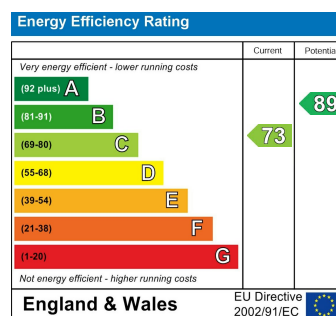 Energy Efficiency Rating
Current
Potentia
Very energy efficient - lower running costs
(92 plus) A
(81-91) B
(69-80) C
(55-68) D
(39-54) E
(21-38) F
(1-20) G
73
89
Not energy efficient - higher running costs
England & Wales
EU Directive
2002/91/EC